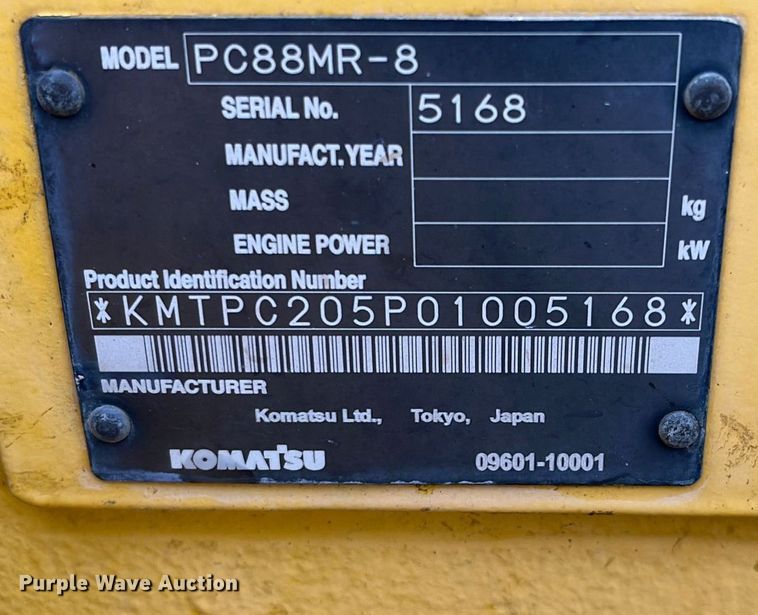 MODEL PC88MR-8
SERIAL No. 5168
MANUFACT. YEAR
MASS kg
ENGINE POWER kW
Product Identification Number
*KMTPC205P01005168*
MANUFACTURER
Komatsu Ltd., Tokyo, Japan
KOMATSU 09601-10001
Purple Wave Auction